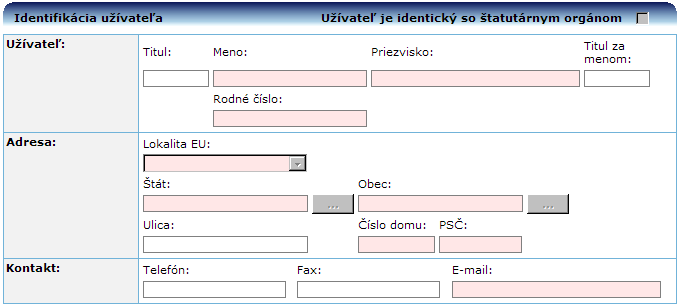 Identifikácia užívateľa Užívateľ je identický so štatutárnym orgánom
Užívateľ: Titul: Meno: Priezvisko: Titul za menom:
Rodné číslo:
Adresa: Lokalita EU:
Štát: ... Obec: ...
Ulica: Číslo domu: PSČ:
Kontakt: Telefón: Fax: E-mail: